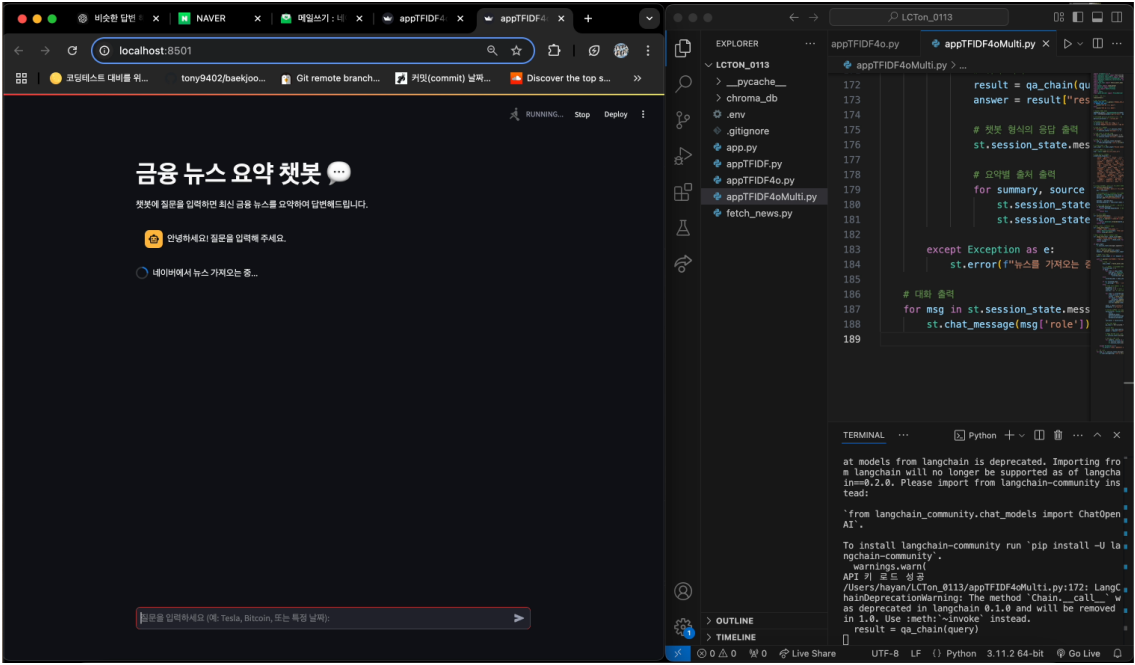 비슷한 답변
NAVER
메일쓰기 : 네
appTFIDF4
appTFIDF4
localhost:8501
코딩테스트 대비를 위...
tony9402/baekjoo...
Git remote branch...
커밋(commit) 날짜...
Discover the top s...
RUNNING...
Stop
Deploy
금융 뉴스 요약 챗봇
챗봇에 질문을 입력하면 최신 금융 뉴스를 요약하여 답변해드립니다.
안녕하세요! 질문을 입력해 주세요.
네이버에서 뉴스 가져오는 중...
질문을 입력하세요 (예: Tesla, Bitcoin, 또는 특정 날짜):
LCTon_0113
EXPLORER
LCTON_0113
__pycache__
chroma_db
.env
.gitignore
app.py
appTFIDF.py
appTFIDF4o.py
appTFIDF4oMulti.py
fetch_news.py
OUTLINE
TIMELINE
appTFIDF4o.py
appTFIDF4oMulti.py
appTFIDF4oMulti.py > ...
172 result = qa_chain(qu
173 answer = result["res
174
175 # 챗봇 형식의 응답 출력
176 st.session_state.mes
177
178 # 요약별 출처 출력
179 for summary, source
180 st.session_state
181 st.session_state
182
183 except Exception as e:
184 st.error(f"뉴스를 가져오는 중
185
186 # 대화 출력
187 for msg in st.session_state.mess
188 st.chat_message(msg['role'])
189
TERMINAL
Python
at models from langchain is deprecated. Importing fro
m langchain will no longer be supported as of langcha
in==0.2.0. Please import from langchain-community ins
tead:
`from langchain_community.chat_models import ChatOpen
AI`.
To install langchain-community run `pip install -U la
ngchain-community`.
warnings.warn(
API 키 로드 성공
/Users/hayan/LCTon_0113/appTFIDF4oMulti.py:172: LangC
hainDeprecationWarning: The method `Chain.__call__` w
as deprecated in langchain 0.1.0 and will be removed
in 1.0. Use :meth:`~invoke` instead.
result = qa_chain(query)
1
0 0 0
Live Share
UTF-8
LF
{} Python
3.11.2 64-bit
Go Live